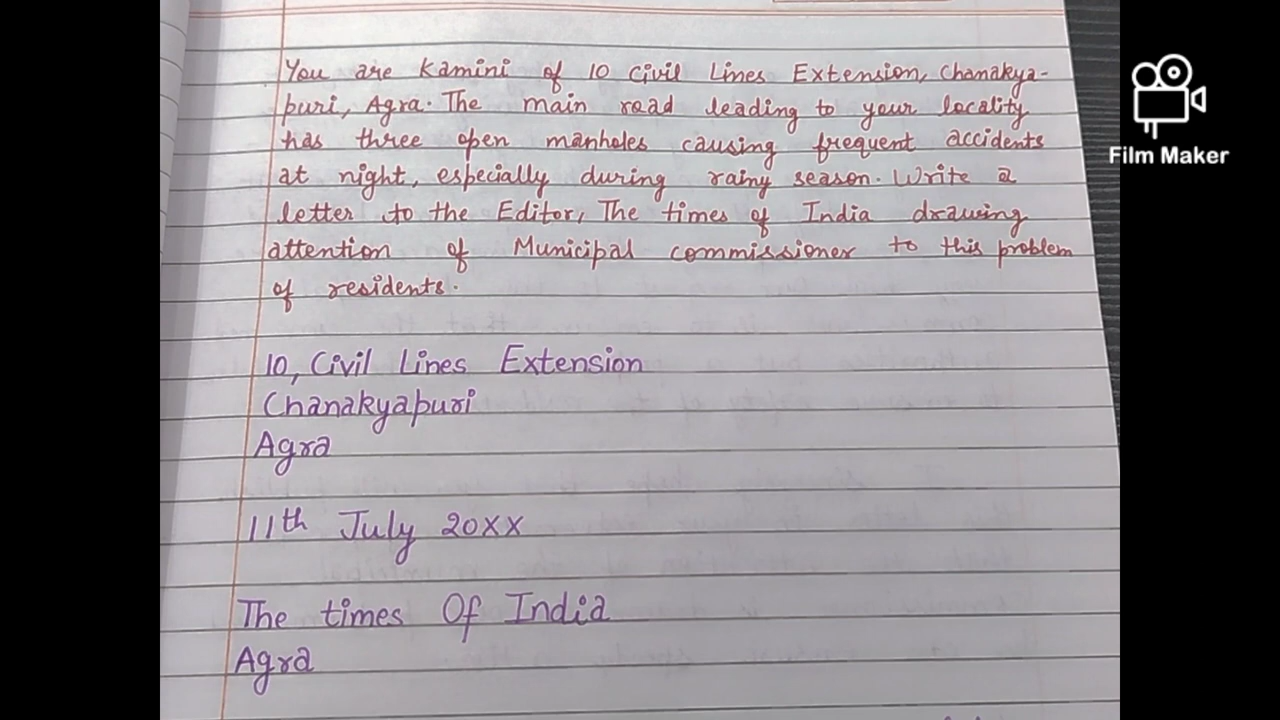 You are Kamini of 10 Civil Lines Extension, Chanakya-
puri, Agra. The main road leading to your locality
has three open manholes causing frequent accidents
at night, especially during rainy season. Write a
letter to the Editor, The times of India drawing
attention of Municipal commissioner to this problem
of residents.
10, Civil Lines Extension
Chanakyapuri
Agra
11th July 20XX
The times Of India
Agra
Film Maker